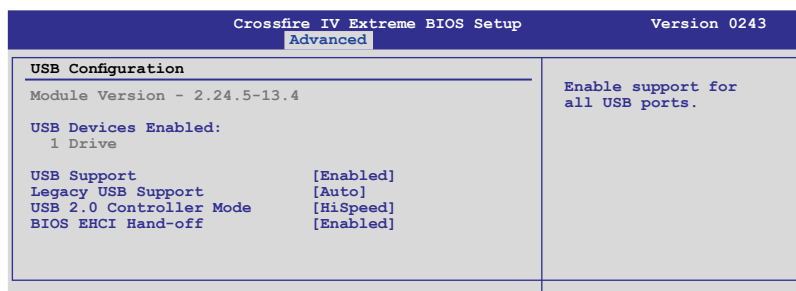 Crossfire IV Extreme BIOS Setup Version 0243
Advanced
USB Configuration
Module Version - 2.24.5-13.4
USB Devices Enabled:
1 Drive
USB Support [Enabled]
Legacy USB Support [Auto]
USB 2.0 Controller Mode [HiSpeed]
BIOS EHCI Hand-off [Enabled]
Enable support for
all USB ports.